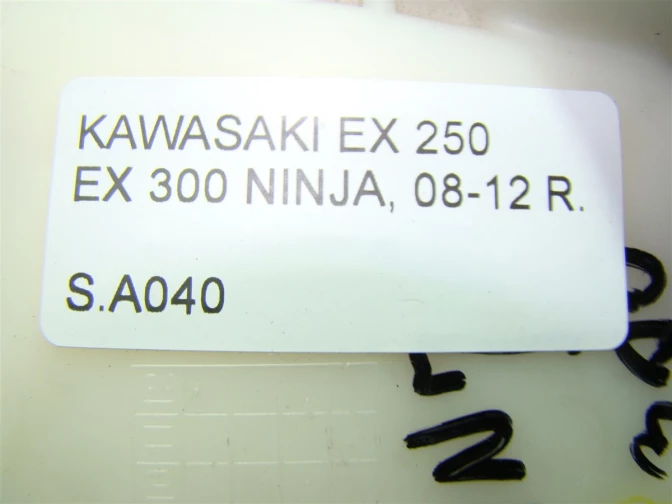 KAWASAKI EX 250
EX 300 NINJA, 08-12 R.
S.A040